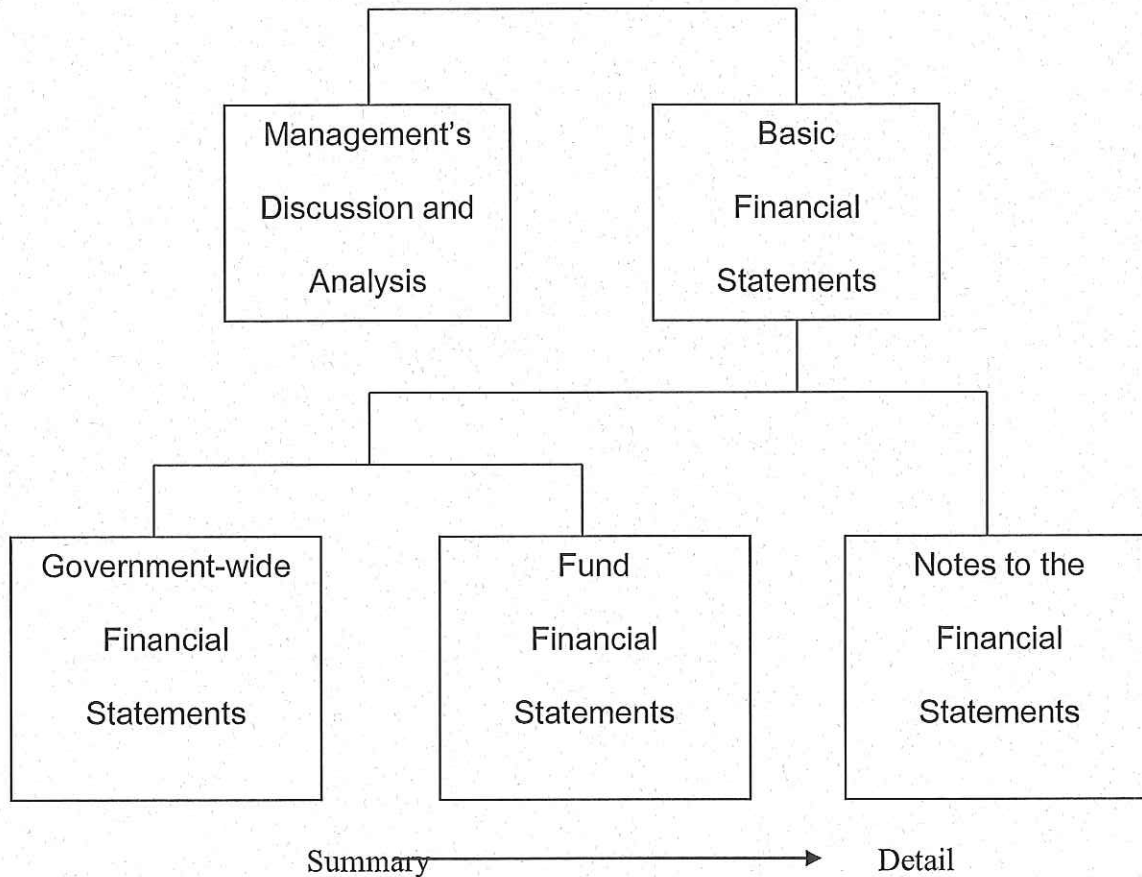 Management's
Discussion and
Analysis
Basic
Financial
Statements
Government-wide
Financial
Statements
Fund
Financial
Statements
Notes to the
Financial
Statements
Summary
Detail